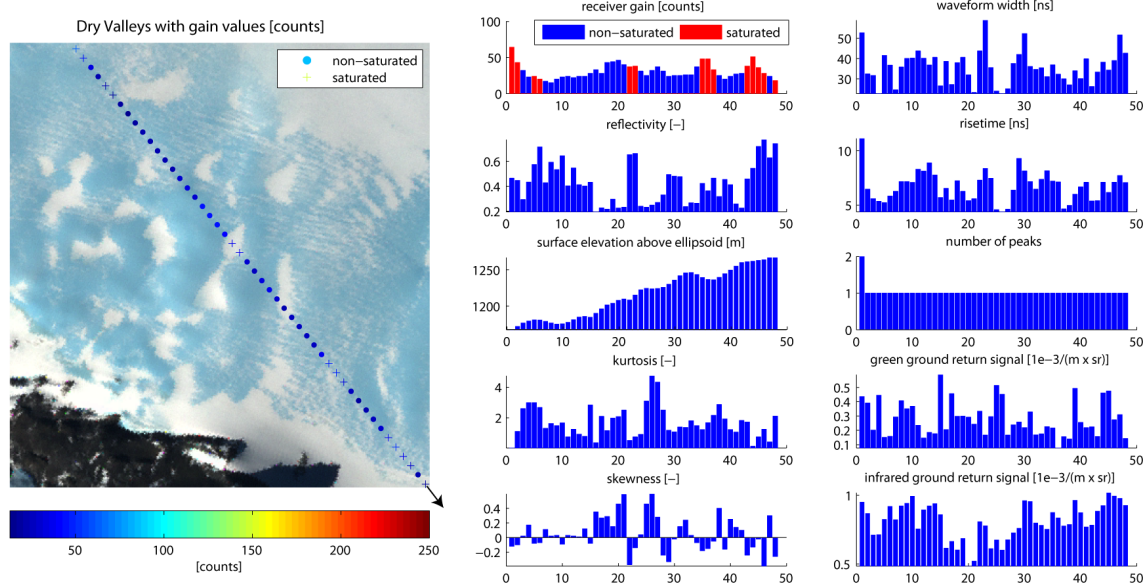 Dry Valleys with gain values [counts]
non-saturated
saturated
50 100 150 200 250
[counts]
receiver gain [counts]
non-saturated saturated
100
50
0
0 10 20 30 40 50
reflectivity [−]
0.6
0.4
0.2
0 10 20 30 40 50
surface elevation above ellipsoid [m]
1250
1200
0 10 20 30 40 50
kurtosis [−]
4
2
0 10 20 30 40 50
skewness [−]
0.4
0.2
0
−0.2
0 10 20 30 40 50
waveform width [ns]
50
40
30
0 10 20 30 40 50
risetime [ns]
10
5
0 10 20 30 40 50
number of peaks
2
1
0
0 10 20 30 40 50
green ground return signal [1e−3/(m x sr)]
0.5
0.4
0.3
0.2
0.1
0 10 20 30 40 50
infrared ground return signal [1e−3/(m x sr)]
1
0.5
0 10 20 30 40 50